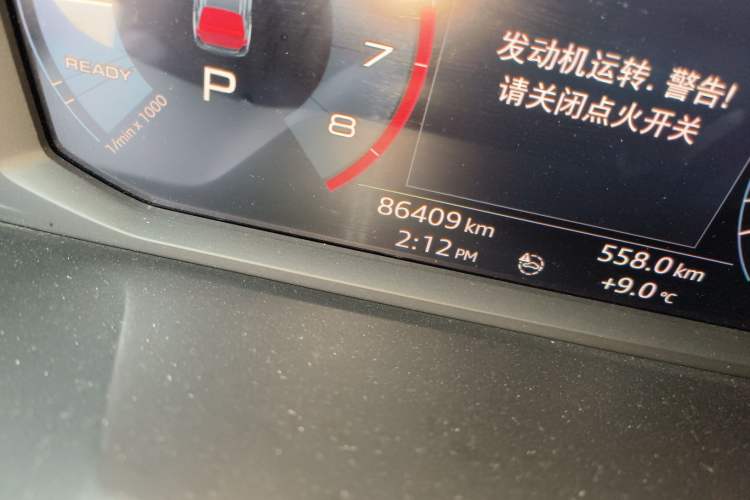 READY
P
1/min x 1000
7
8
发动机运转. 警告!
请关闭点火开关
86409 km
2:12 PM
558.0 km
+9.0 °C